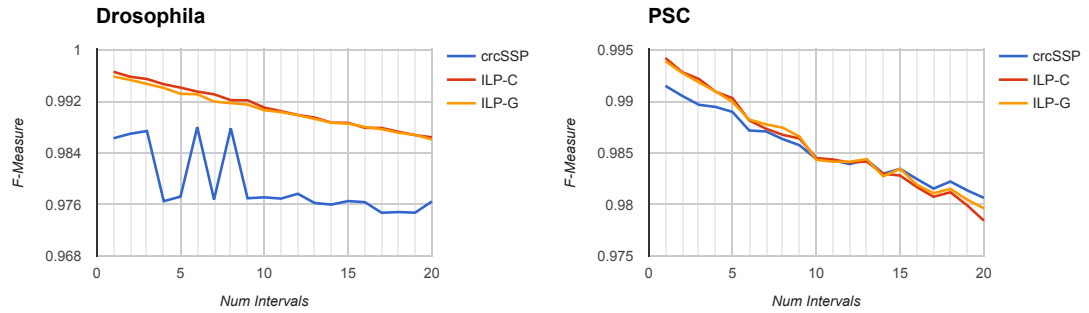 Drosophila
1
0.992
0.984
0.976
0.968
F-Measure
0
5
10
15
20
Num Intervals
crcSSP
ILP-C
ILP-G
PSC
0.995
0.99
0.985
0.98
0.975
F-Measure
0
5
10
15
20
Num Intervals
crcSSP
ILP-C
ILP-G